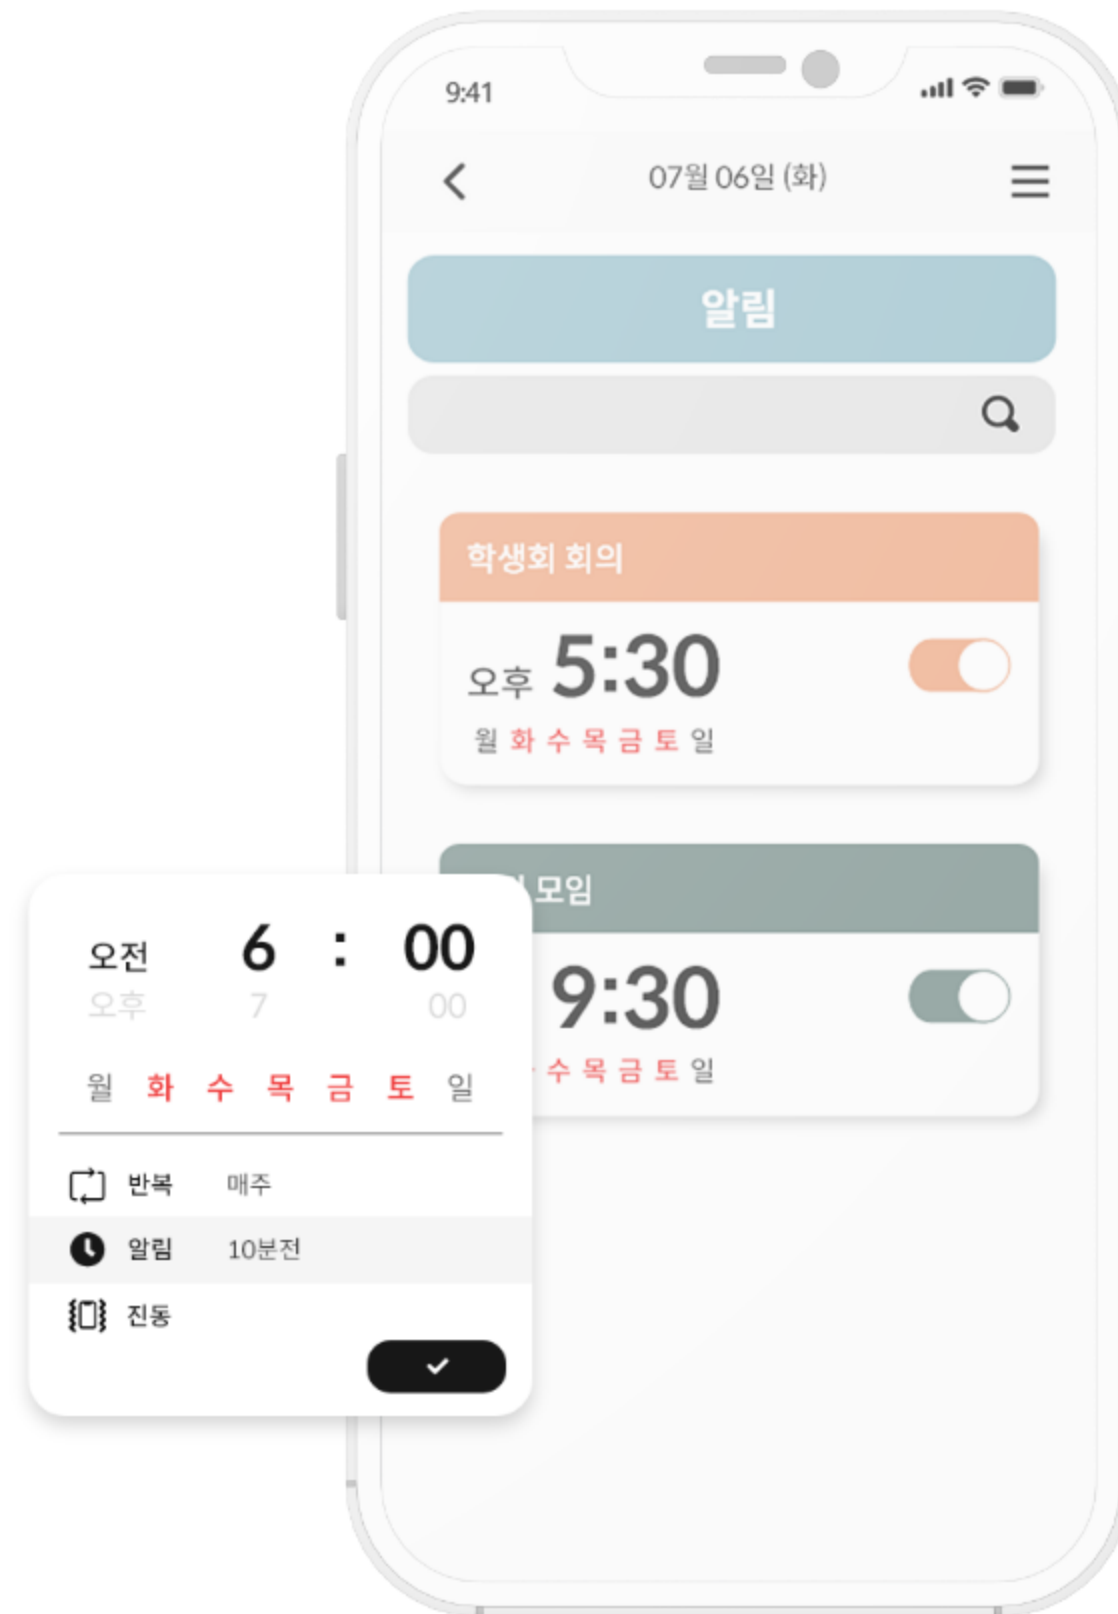 9:41
07월 06일 (화)
알림
학생회 회의
오후 5:30
월 화 수 목 금 토 일
모임
9:30
수 목 금 토 일
오전 6 : 00
오후 7 00
월 화 수 목 금 토 일
반복 매주
알림 10분전
진동